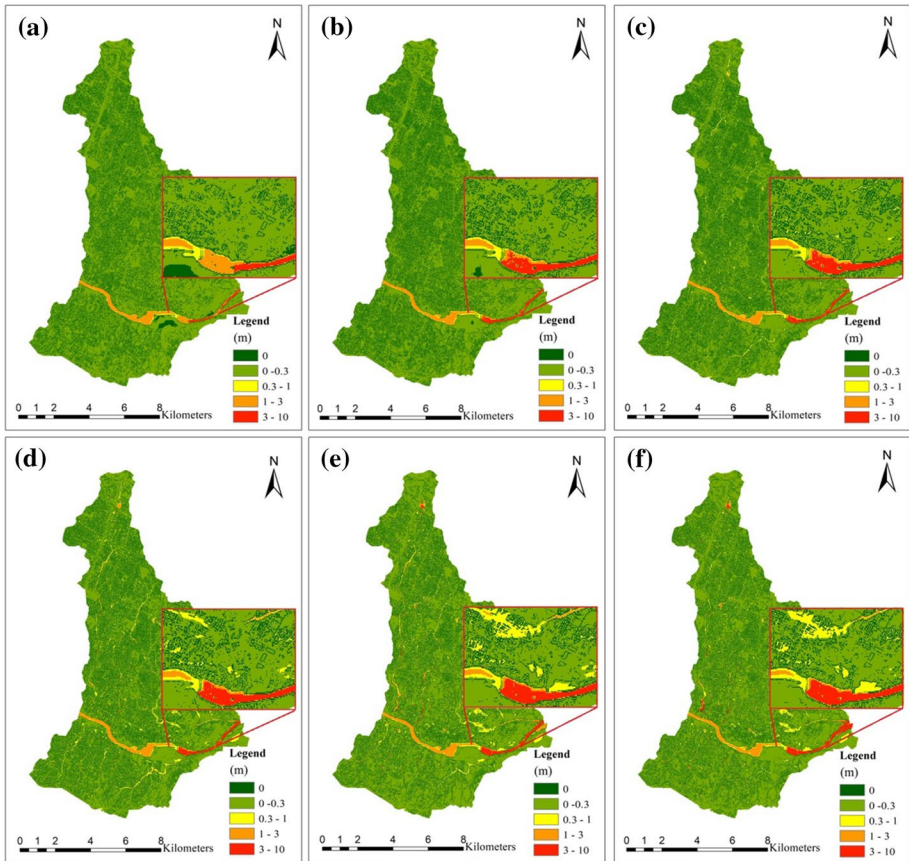 (a)
N
Legend
(m)
0
0 -0.3
0.3 - 1
1 - 3
3 - 10
0 1 2 4 6 8 Kilometers
(b)
N
Legend
(m)
0
0 -0.3
0.3 - 1
1 - 3
3 - 10
0 1 2 4 6 8 Kilometers
(c)
N
Legend
(m)
0
0 -0.3
0.3 - 1
1 - 3
3 - 10
0 1 2 4 6 8 Kilometers
(d)
N
Legend
(m)
0
0 -0.3
0.3 - 1
1 - 3
3 - 10
0 1 2 4 6 8 Kilometers
(e)
N
Legend
(m)
0
0 -0.3
0.3 - 1
1 - 3
3 - 10
0 1 2 4 6 8 Kilometers
(f)
N
Legend
(m)
0
0 -0.3
0.3 - 1
1 - 3
3 - 10
0 1 2 4 6 8 Kilometers